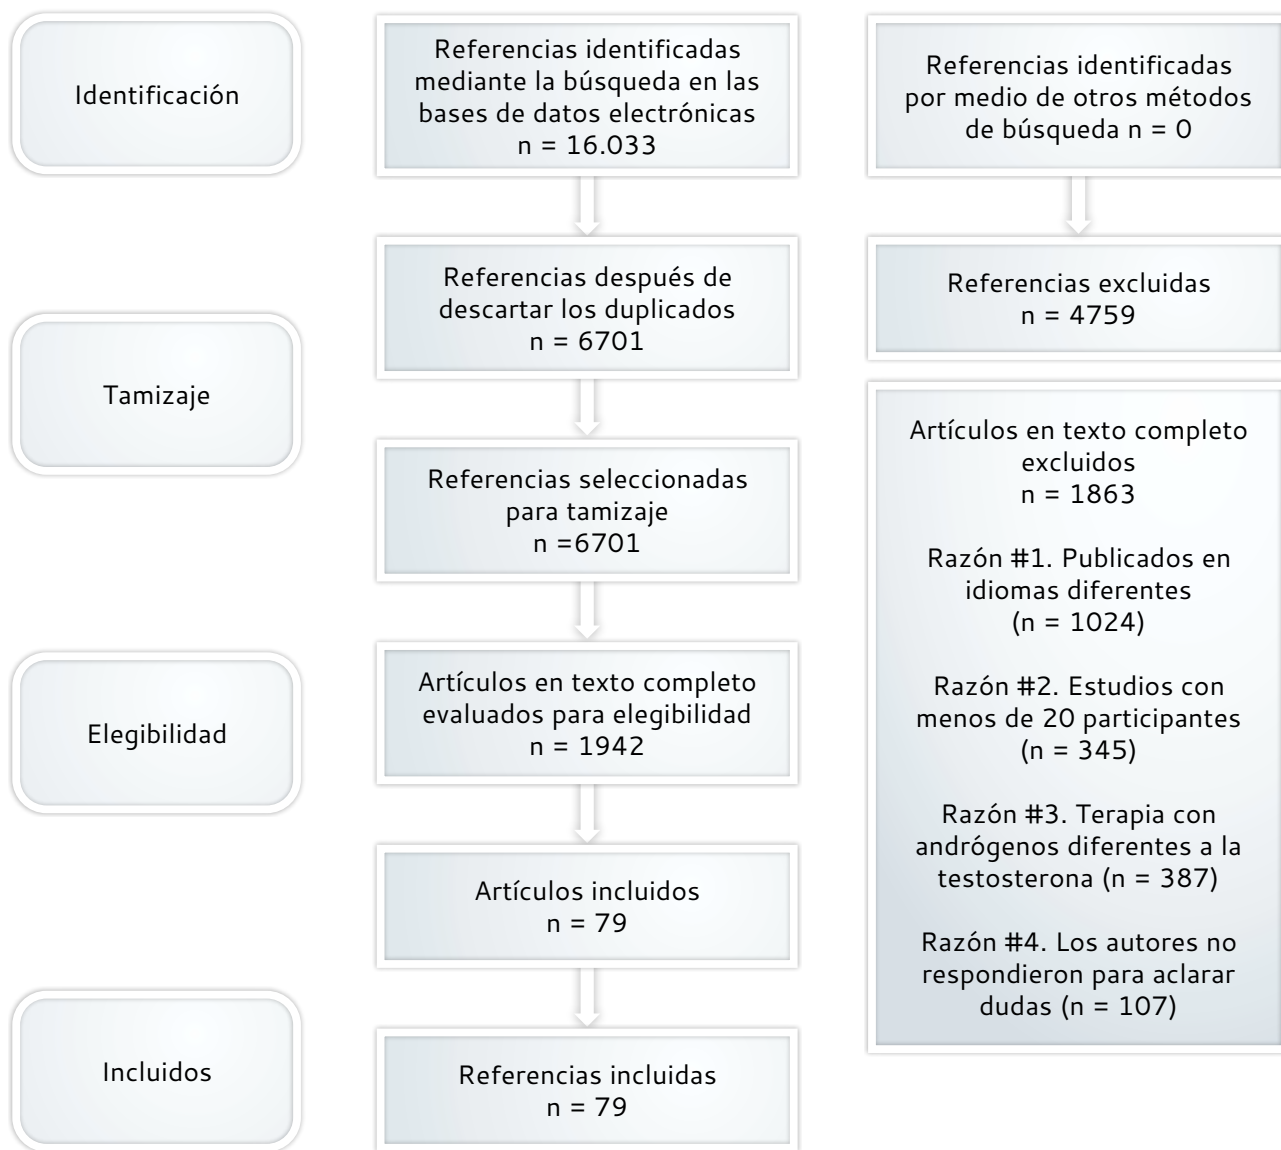 Identificación
Referencias identificadas
mediante la búsqueda en las
bases de datos electrónicas
n = 16.033
Referencias identificadas
por medio de otros métodos
de búsqueda n = 0
Tamizaje
Referencias después de
descartar los duplicados
n = 6701
Referencias excluidas
n = 4759
Referencias seleccionadas
para tamizaje
n =6701
Artículos en texto completo
excluidos
n = 1863
Razón #1. Publicados en
idiomas diferentes
(n = 1024)
Razón #2. Estudios con
menos de 20 participantes
(n = 345)
Razón #3. Terapia con
andrógenos diferentes a la
testosterona (n = 387)
Razón #4. Los autores no
respondieron para aclarar
dudas (n = 107)
Elegibilidad
Artículos en texto completo
evaluados para elegibilidad
n = 1942
Artículos incluidos
n = 79
Incluidos
Referencias incluidas
n = 79